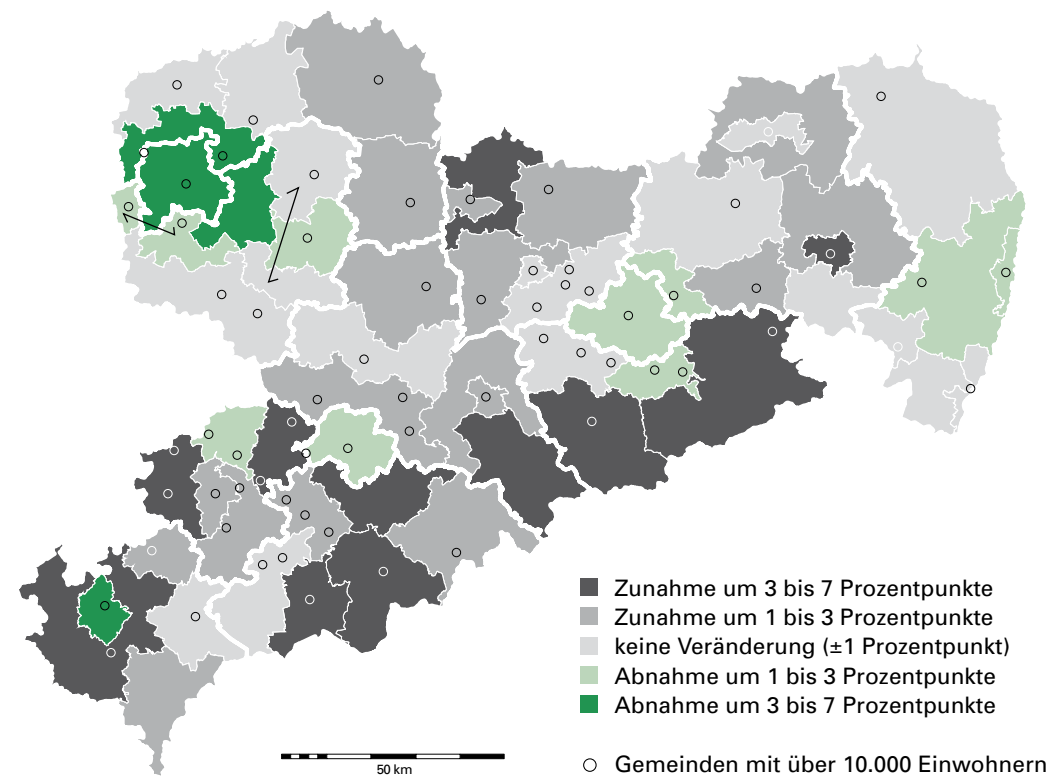 Zunahme um 3 bis 7 Prozentpunkte
Zunahme um 1 bis 3 Prozentpunkte
keine Veränderung (±1 Prozentpunkt)
Abnahme um 1 bis 3 Prozentpunkte
Abnahme um 3 bis 7 Prozentpunkte
Gemeinden mit über 10.000 Einwohnern
50 km